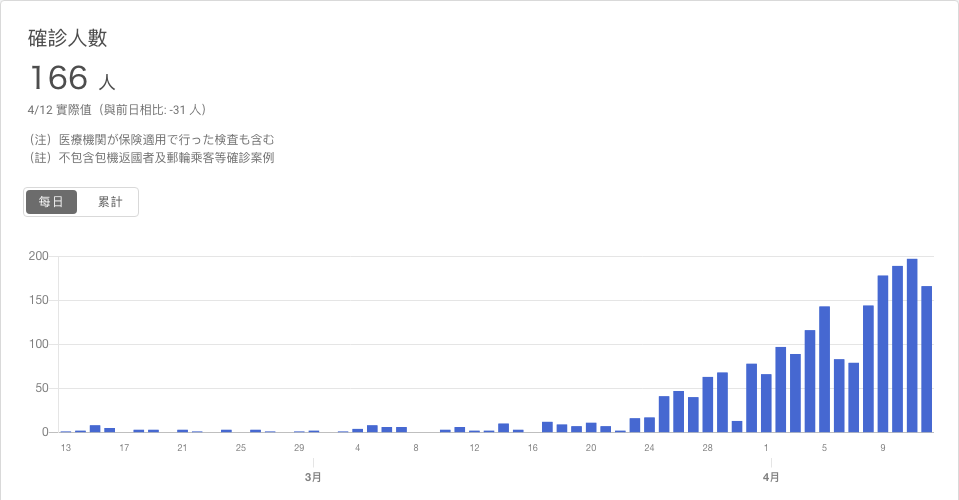 確診人數
166 人
4/12 實際值（與前日相比: -31 人）
（注）医療機関が保険適用で行った検査も含む
（註）不包含包機返國者及郵輪乘客等確診案例
每日 累計
200
150
100
50
0
13 17 21 25 29 4 8 12 16 20 24 28 1 5 9
3月 4月